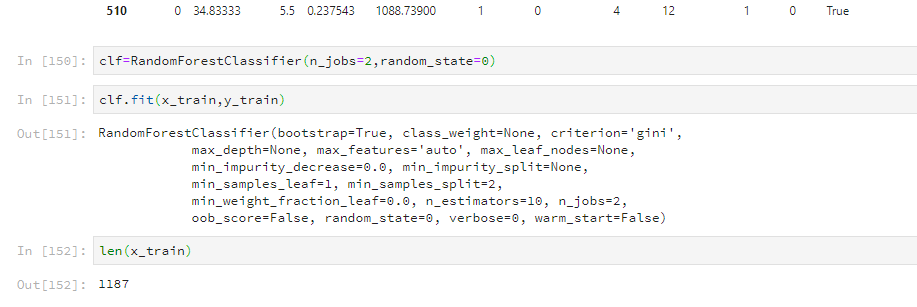 510 0 34.83333 5.5 0.237543 1088.73900 1 0 4 12 1 0 True
In [150]: clf=RandomForestClassifier(n_jobs=2,random_state=0)
In [151]: clf.fit(x_train,y_train)
Out[151]: RandomForestClassifier(bootstrap=True, class_weight=None, criterion='gini',
max_depth=None, max_features='auto', max_leaf_nodes=None,
min_impurity_decrease=0.0, min_impurity_split=None,
min_samples_leaf=1, min_samples_split=2,
min_weight_fraction_leaf=0.0, n_estimators=10, n_jobs=2,
oob_score=False, random_state=0, verbose=0, warm_start=False)
In [152]: len(x_train)
Out[152]: 1187